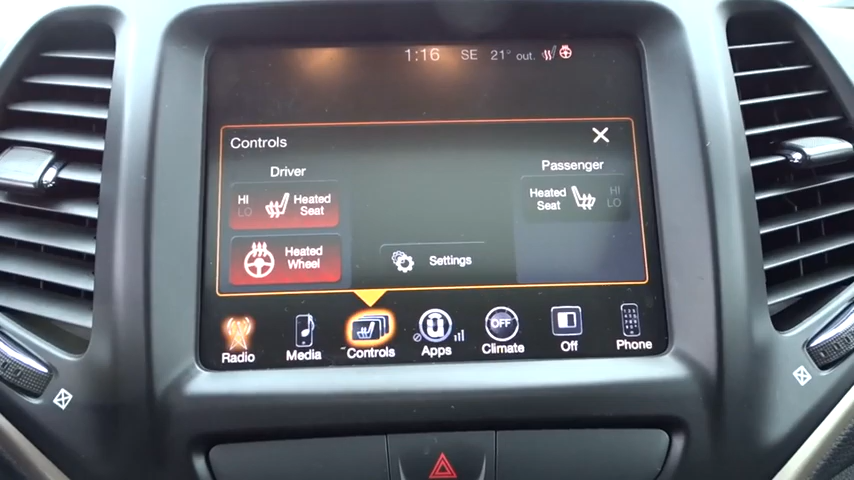 1:16 SE 21° out.
Controls
Driver
Passenger
HI
LO
Heated
Seat
Heated
Seat
HI
LO
Heated
Wheel
Settings
OFF
Radio
Media
Controls
Apps
Climate
Off
Phone